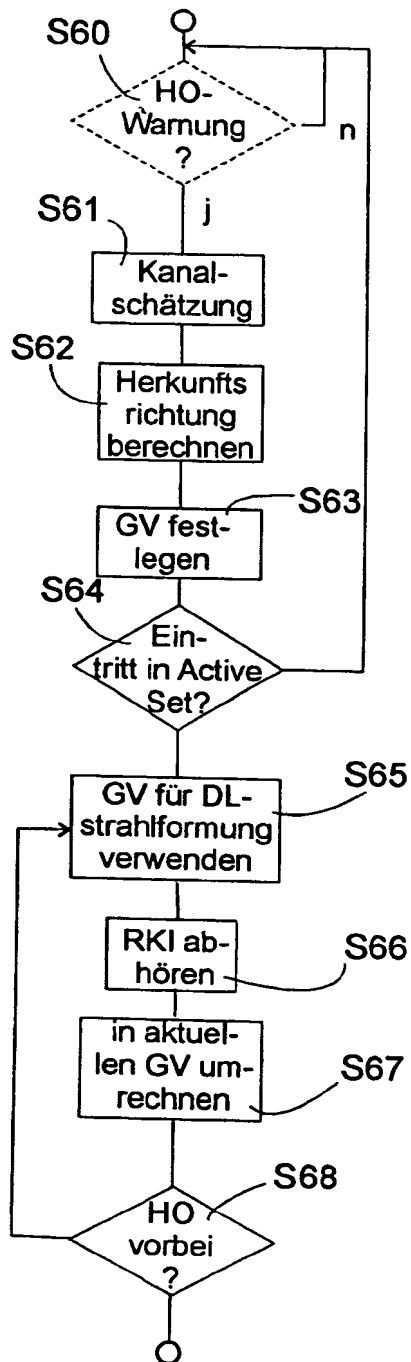 S60
HO-
Warnung
?
n
j
S61
Kanal-
schätzung
S62
Herkunfts
richtung
berechnen
S63
GV fest-
legen
S64
Ein-
tritt in Active
Set?
S65
GV für DL-
strahlformung
verwenden
RKI ab-
hören
S66
in aktuel-
len GV um-
rechnen
S67
S68
HO
vorbei
?